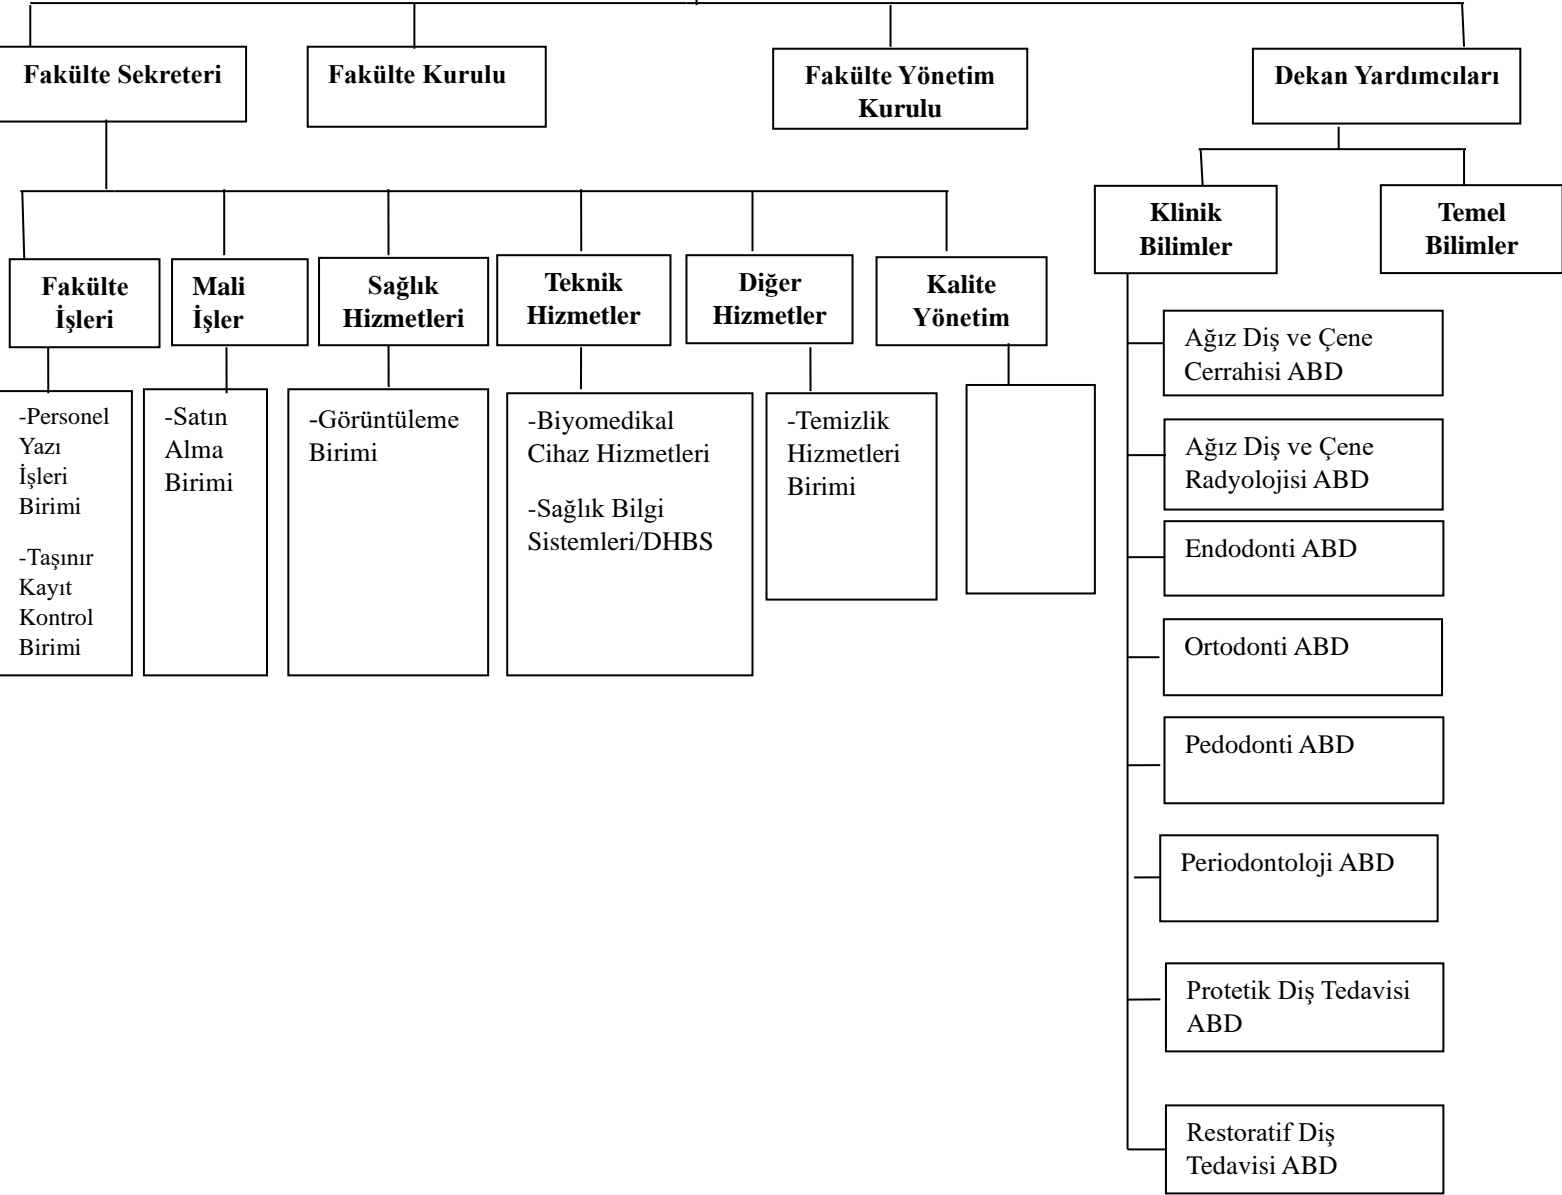 Fakülte Sekreteri
Fakülte Kurulu
Fakülte Yönetim
Kurulu
Dekan Yardımcıları
Klinik
Bilimler
Temel
Bilimler
Fakülte
İşleri
Mali
İşler
Sağlık
Hizmetleri
Teknik
Hizmetler
Diğer
Hizmetler
Kalite
Yönetim
-Personel
Yazı
İşleri
Birimi
-Taşınır
Kayıt
Kontrol
Birimi
-Satın
Alma
Birimi
-Görüntüleme
Birimi
-Biyomedikal
Cihaz Hizmetleri
-Sağlık Bilgi
Sistemleri/DHBS
-Temizlik
Hizmetleri
Birimi
Ağız Diş ve Çene
Cerrahisi ABD
Ağız Diş ve Çene
Radyolojisi ABD
Endodonti ABD
Ortodonti ABD
Pedodonti ABD
Periodontoloji ABD
Protetik Diş Tedavisi
ABD
Restoratif Diş
Tedavisi ABD